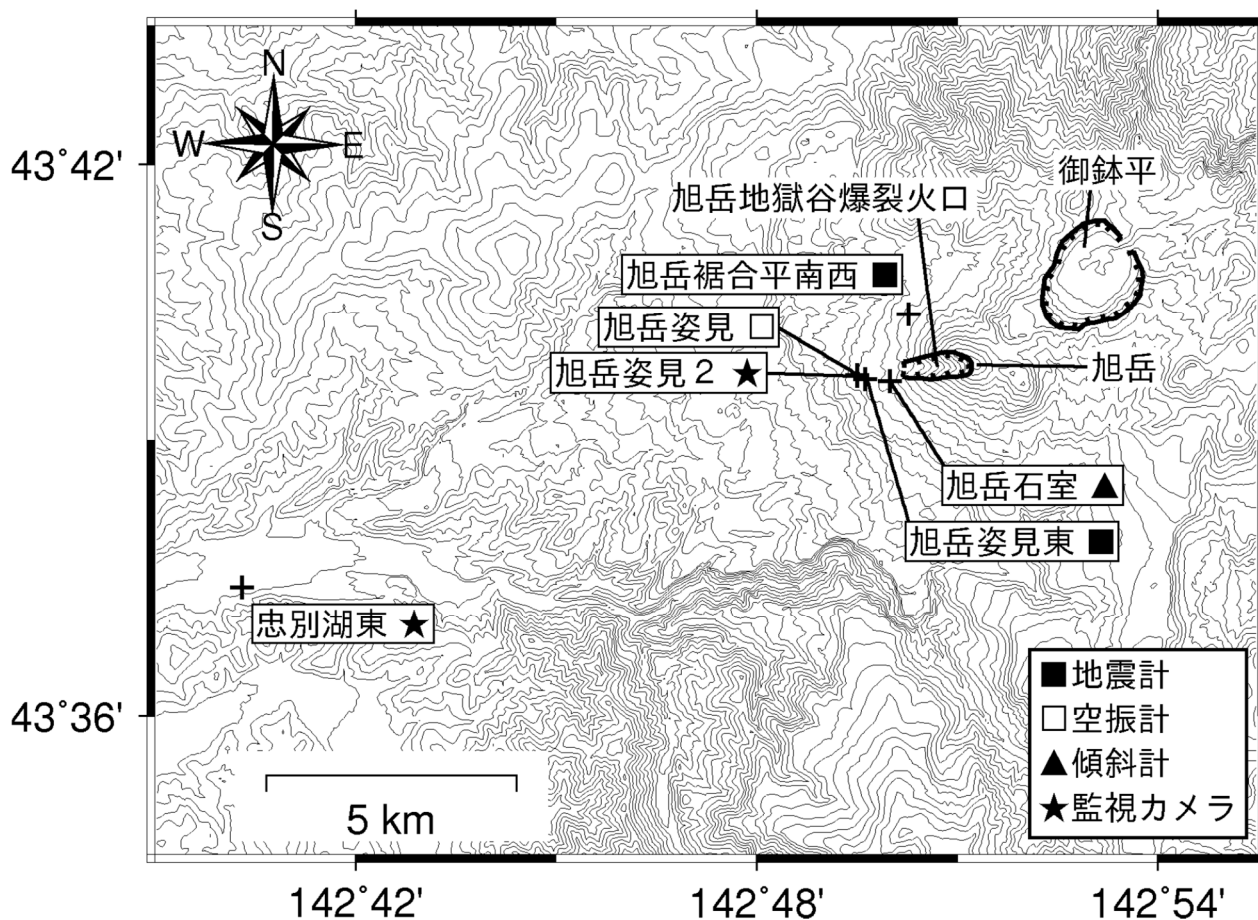 N
W
E
S
43°42'
御鉢平
旭岳地獄谷爆裂火口
旭岳裾合平南西 ■
旭岳姿見 □
旭岳姿見２ ★
旭岳
旭岳石室 ▲
旭岳姿見東 ■
忠別湖東 ★
43°36'
■地震計
□空振計
▲傾斜計
★監視カメラ
5 km
142°42'
142°48'
142°54'